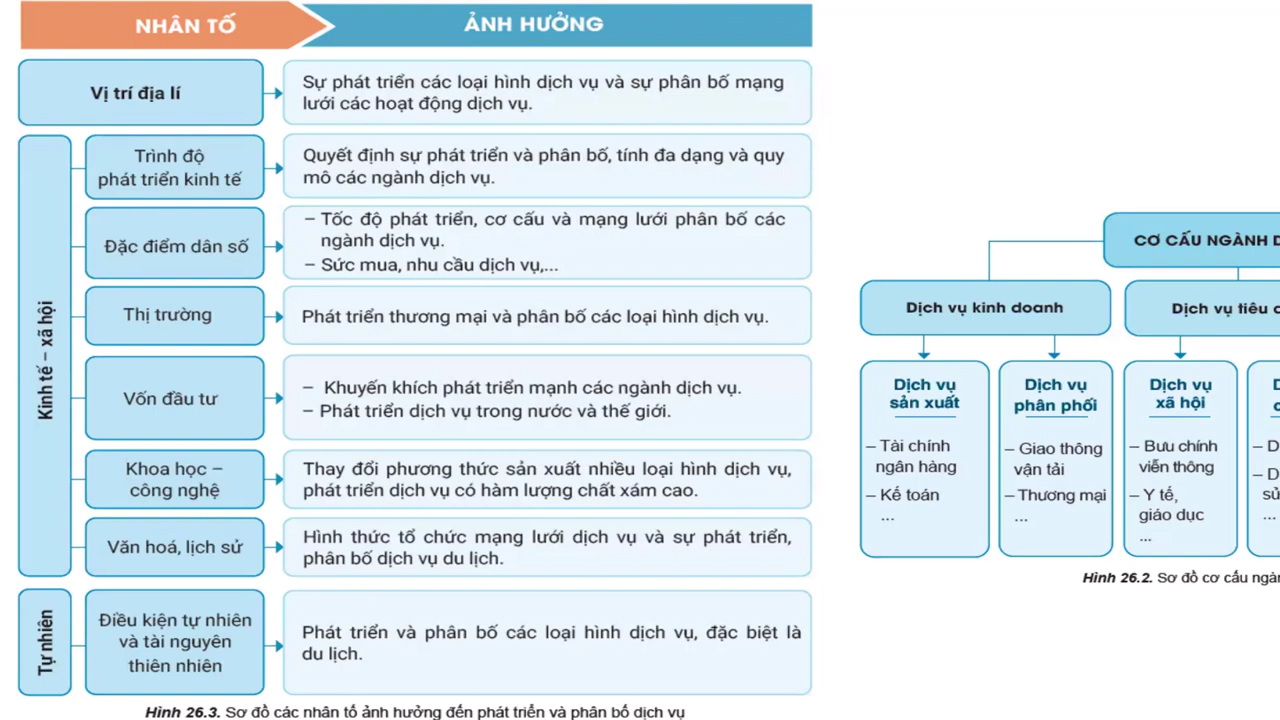 NHÂN TỐ
ẢNH HƯỞNG
Vị trí địa lí
Sự phát triển các loại hình dịch vụ và sự phân bố mạng
lưới các hoạt động dịch vụ.
Kinh tế – xã hội
Trình độ
phát triển kinh tế
Quyết định sự phát triển và phân bố, tính đa dạng và quy
mô các ngành dịch vụ.
Đặc điểm dân số
– Tốc độ phát triển, cơ cấu và mạng lưới phân bố các
ngành dịch vụ.
– Sức mua, nhu cầu dịch vụ,...
Thị trường
Phát triển thương mại và phân bố các loại hình dịch vụ.
Vốn đầu tư
– Khuyến khích phát triển mạnh các ngành dịch vụ.
– Phát triển dịch vụ trong nước và thế giới.
Khoa học –
công nghệ
Thay đổi phương thức sản xuất nhiều loại hình dịch vụ,
phát triển dịch vụ có hàm lượng chất xám cao.
Văn hoá, lịch sử
Hình thức tổ chức mạng lưới dịch vụ và sự phát triển,
phân bố dịch vụ du lịch.
Tự nhiên
Điều kiện tự nhiên
và tài nguyên
thiên nhiên
Phát triển và phân bố các loại hình dịch vụ, đặc biệt là
du lịch.
Hình 26.3. Sơ đồ các nhân tố ảnh hưởng đến phát triển và phân bố dịch vụ
CƠ CẤU NGÀNH D
Dịch vụ kinh doanh
Dịch vụ tiêu
Dịch vụ
sản xuất
– Tài chính
ngân hàng
– Kế toán
...
Dịch vụ
phân phối
– Giao thông
vận tải
– Thương mại
...
Dịch vụ
xã hội
– Bưu chính
viễn thông
– Y tế,
giáo dục
...
– D
– D
...
Hình 26.2. Sơ đồ cơ cấu ngàn